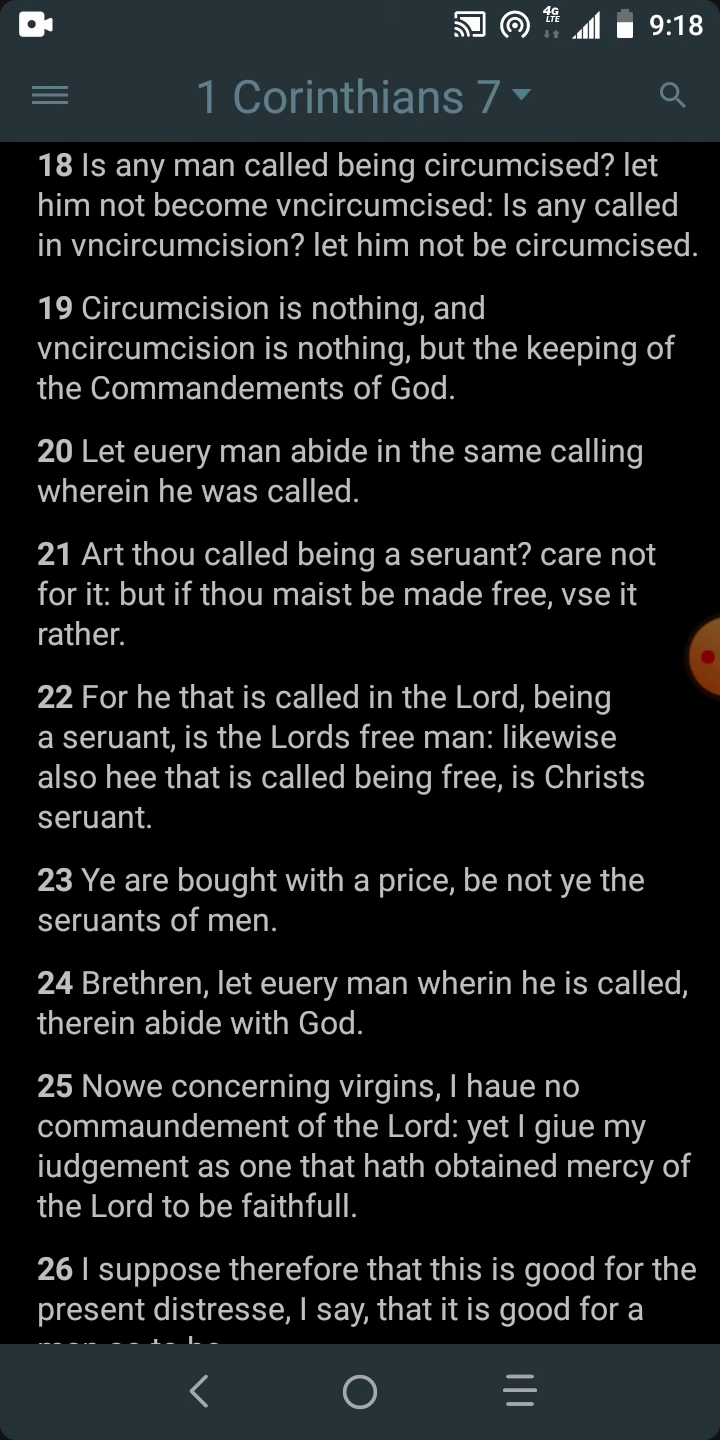 4G
LTE
9:18
1 Corinthians 7
18 Is any man called being circumcised? let
him not become vncircumcised: Is any called
in vncircumcision? let him not be circumcised.
19 Circumcision is nothing, and
vncircumcision is nothing, but the keeping of
the Commandements of God.
20 Let euery man abide in the same calling
wherein he was called.
21 Art thou called being a seruant? care not
for it: but if thou maist be made free, vse it
rather.
22 For he that is called in the Lord, being
a seruant, is the Lords free man: likewise
also hee that is called being free, is Christs
seruant.
23 Ye are bought with a price, be not ye the
seruants of men.
24 Brethren, let euery man wherin he is called,
therein abide with God.
25 Nowe concerning virgins, I haue no
commaundement of the Lord: yet I giue my
iudgement as one that hath obtained mercy of
the Lord to be faithfull.
26 I suppose therefore that this is good for the
present distresse, I say, that it is good for a